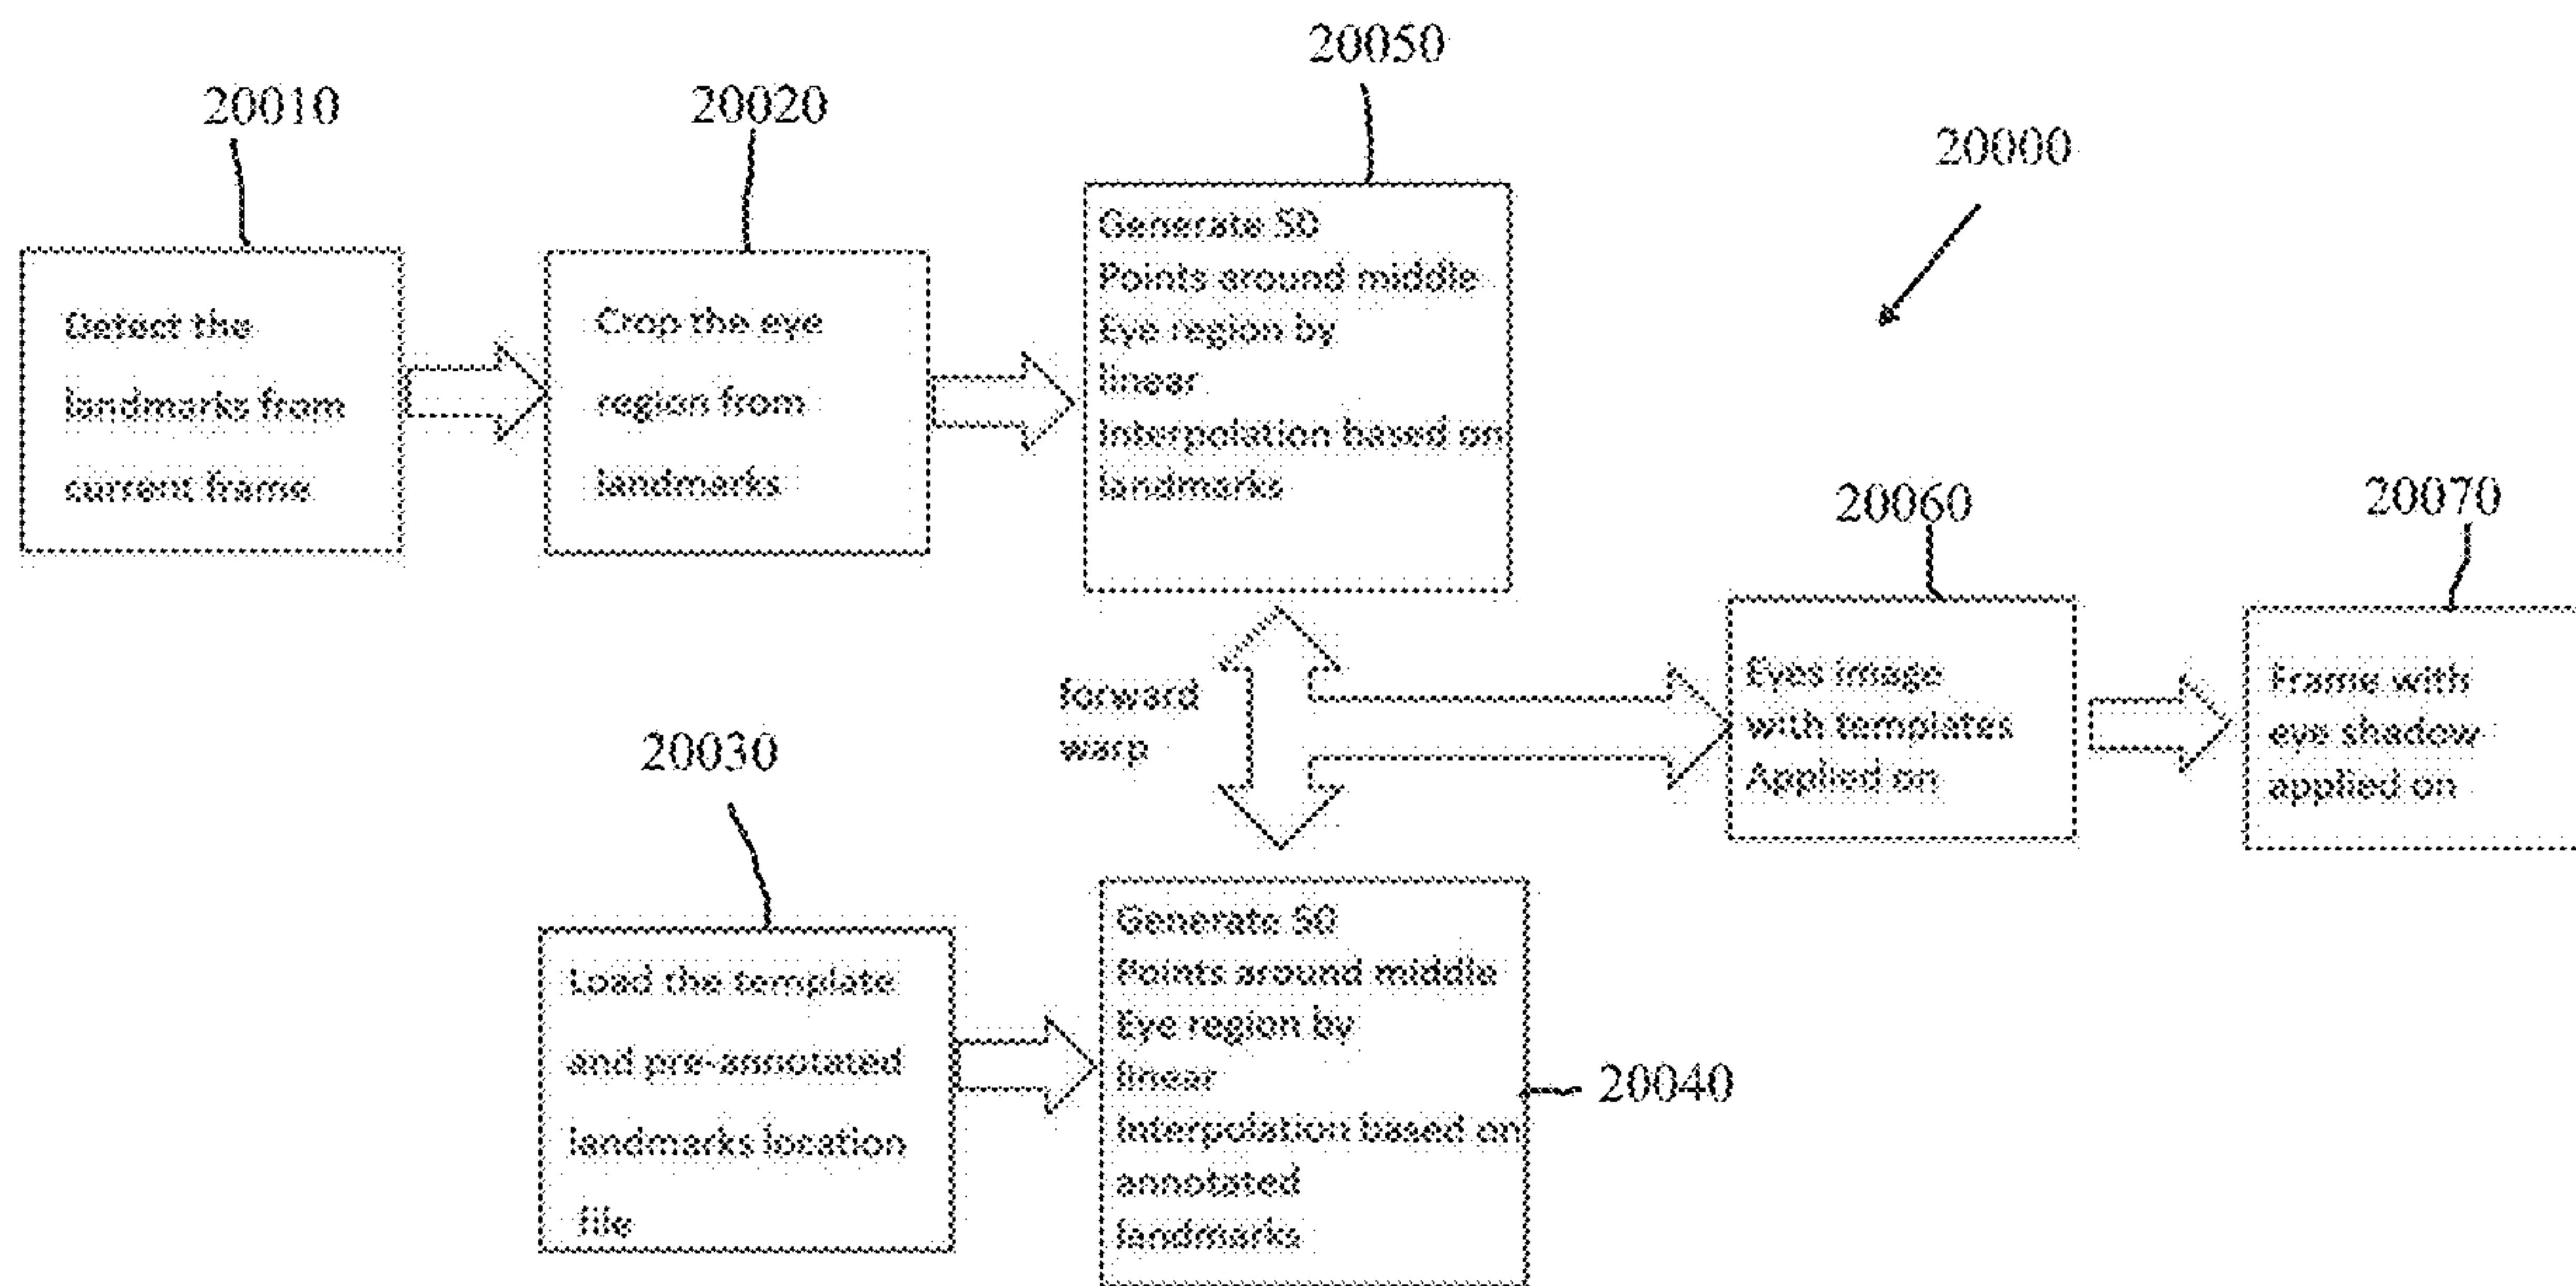 20050
20010
20020
20000
Detect the
landmarks from
current frame
Crop the eye
region from
landmarks
Generate 50
Points around middle
Eye region by
linear
Interpolation based on
landmarks
20060
20070
forward
warp
Eyes image
with templates
Applied on
Frame with
eye shadow
applied on
20030
Load the template
and pre-annotated
landmarks location
file
Generate 50
Points around middle
Eye region by
linear
Interpolation based on
annotated
landmarks
20040